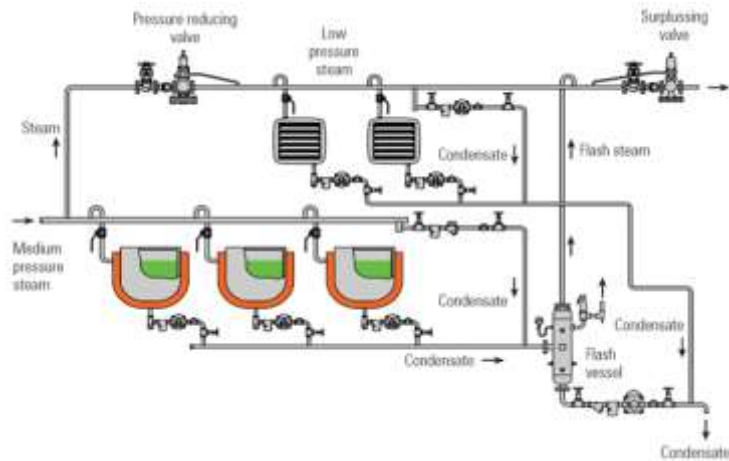 Pressure reducing
valve
Low
pressure
steam
Surplussing
valve
Steam
Condensate
Flash steam
Medium
pressure
steam
Condensate
Condensate
Condensate
Flash
vessel
Condensate